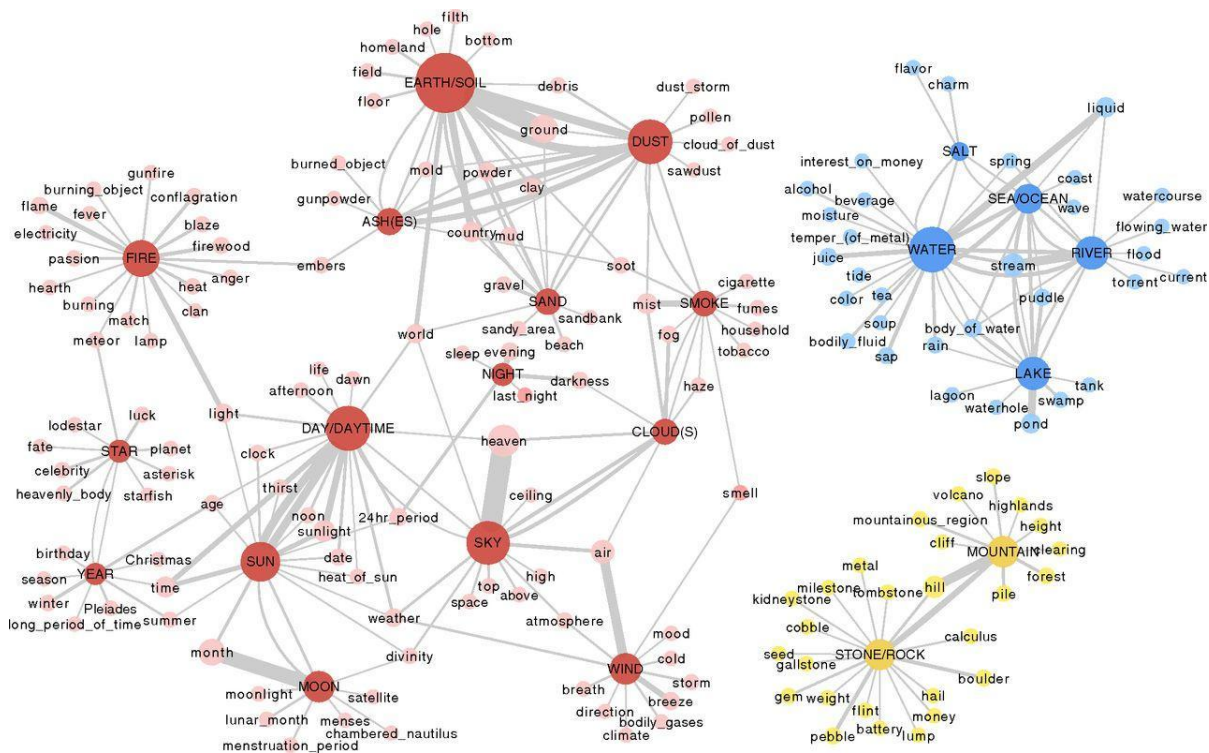 filth
hole
homeland
bottom
field
EARTH/SOIL
floor
debris
dust_storm
pollen
ground
DUST
cloud_of_dust
sawdust
burned_object
mold
powder
clay
gunpowder
ASH(ES)
country
mud
embers
soot
gunfire
burning_object
conflagration
flame
fever
blaze
electricity
firewood
passion
FIRE
anger
hearth
heat
burning
clan
match
meteor
lamp
gravel
SAND
sandbank
sandy_area
beach
world
cigarette
mist
SMOKE
fumes
household
fog
tobacco
haze
sleep
evening
NIGHT
darkness
last_night
life
dawn
afternoon
light
DAY/DAYTIME
heaven
CLOUD(S)
luck
lodestar
fate
STAR
planet
celebrity
asterisk
heavenly_body
starfish
clock
thirst
age
noon
24hr_period
sunlight
ceiling
smell
SKY
air
birthday
Christmas
SUN
date
season
YEAR
time
heat_of_sun
high
top
above
space
winter
Pleiades
long_period_of_time
summer
weather
atmosphere
month
divinity
mood
cold
WIND
MOON
moonlight
satellite
breath
storm
breeze
direction
bodily_gases
climate
lunar_month
menses
chambered_nautilus
menstruation_period
flavor
charm
liquid
SALT
spring
interest_on_money
coast
alcohol
beverage
SEA/OCEAN
watercourse
moisture
wave
flowing_water
temper_(of_metal)
WATER
RIVER
juice
stream
flood
tide
torrent
current
color
tea
puddle
soup
body_of_water
bodily_fluid
rain
sap
LAKE
tank
lagoon
swamp
waterhole
pond
slope
volcano
highlands
mountainous_region
height
cliff
MOUNTAIN
clearing
metal
forest
milestone
tombstone
hill
pile
kidneystone
cobble
calculus
seed
STONE/ROCK
gallstone
boulder
gem
weight
hail
flint
money
pebble
battery
lump